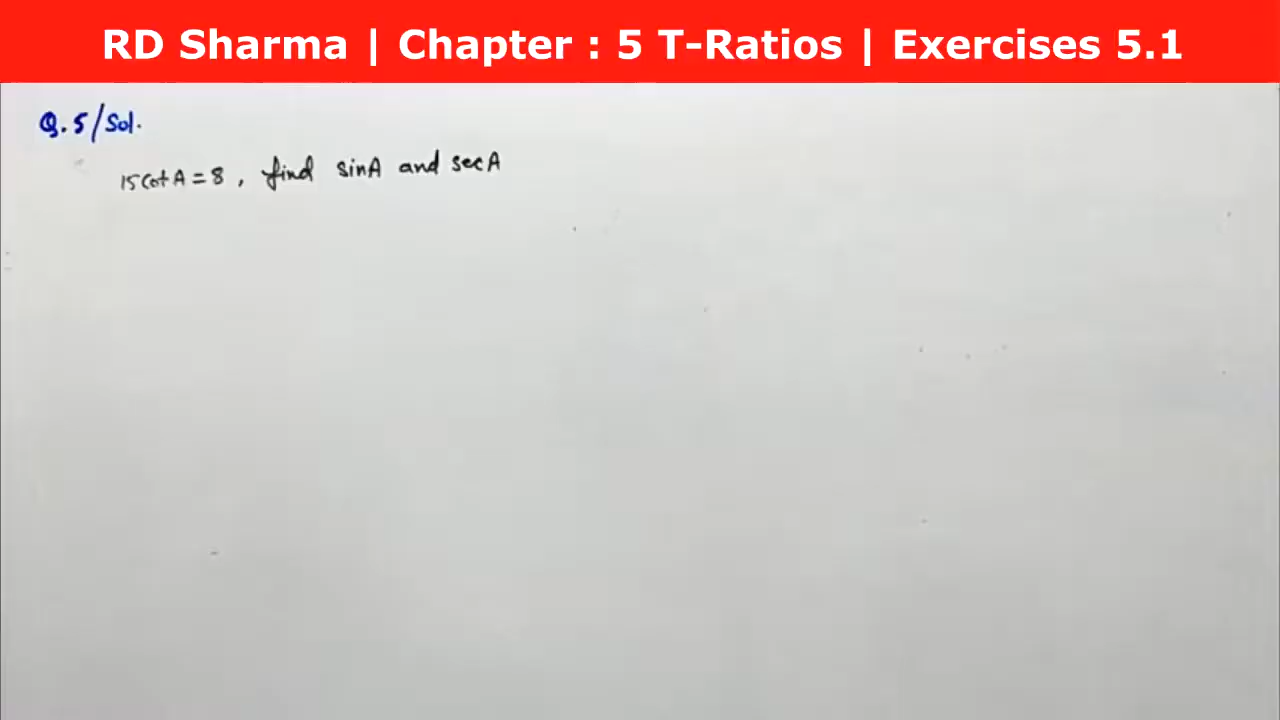 RD Sharma | Chapter : 5 T-Ratios | Exercises 5.1
Q.5/Sol.
15cotA=8, find sinA and secA